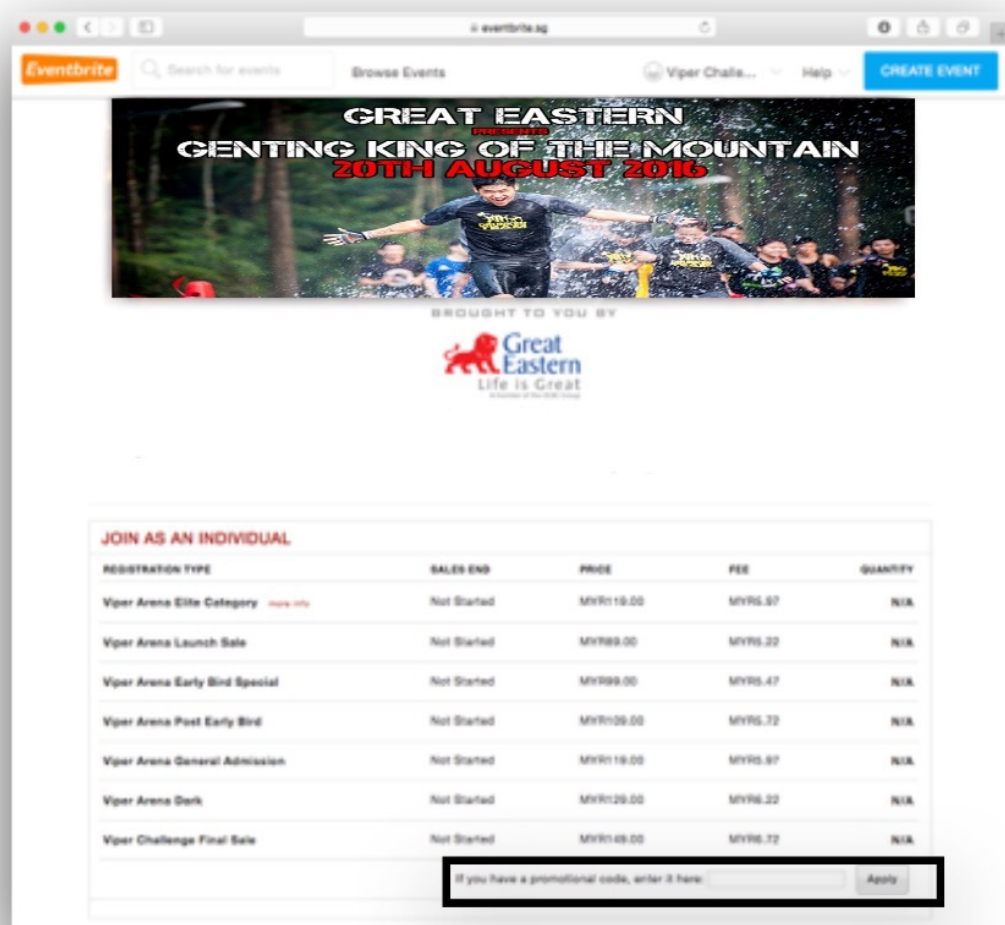 eventbrite.sg
Eventbrite Search for events Browse Events Viper Challe... Help CREATE EVENT
GREAT EASTERN
PRESENTS
GENTING KING OF THE MOUNTAIN
20TH AUGUST 2016
BROUGHT TO YOU BY
Great
Eastern
Life is Great
JOIN AS AN INDIVIDUAL
REGISTRATION TYPE SALES END PRICE FEE QUANTITY
Viper Arena Elite Category more info Not Started MYR119.00 MYR5.97 N/A
Viper Arena Launch Sale Not Started MYR89.00 MYR5.22 N/A
Viper Arena Early Bird Special Not Started MYR99.00 MYR5.47 N/A
Viper Arena Post Early Bird Not Started MYR109.00 MYR5.72 N/A
Viper Arena General Admission Not Started MYR119.00 MYR5.97 N/A
Viper Arena Dark Not Started MYR129.00 MYR6.22 N/A
Viper Challenge Final Sale Not Started MYR149.00 MYR6.72 N/A
If you have a promotional code, enter it here: Apply